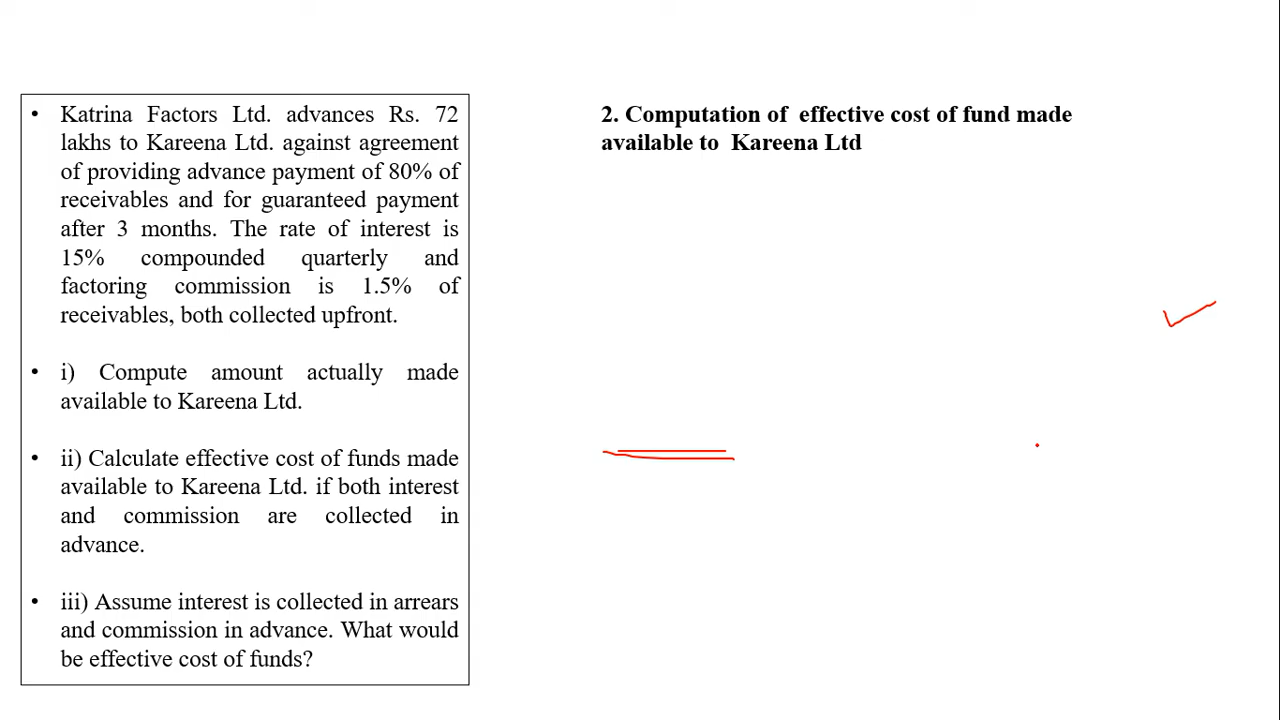 • Katrina Factors Ltd. advances Rs. 72
lakhs to Kareena Ltd. against agreement
of providing advance payment of 80% of
receivables and for guaranteed payment
after 3 months. The rate of interest is
15% compounded quarterly and
factoring commission is 1.5% of
receivables, both collected upfront.
• i) Compute amount actually made
available to Kareena Ltd.
• ii) Calculate effective cost of funds made
available to Kareena Ltd. if both interest
and commission are collected in
advance.
• iii) Assume interest is collected in arrears
and commission in advance. What would
be effective cost of funds?
2. Computation of effective cost of fund made
available to Kareena Ltd